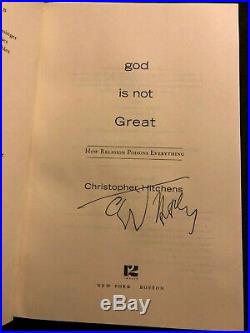 god
is not
Great
How Religion Poisons Everything
Christopher Hitchens
NEW YORK BOSTON